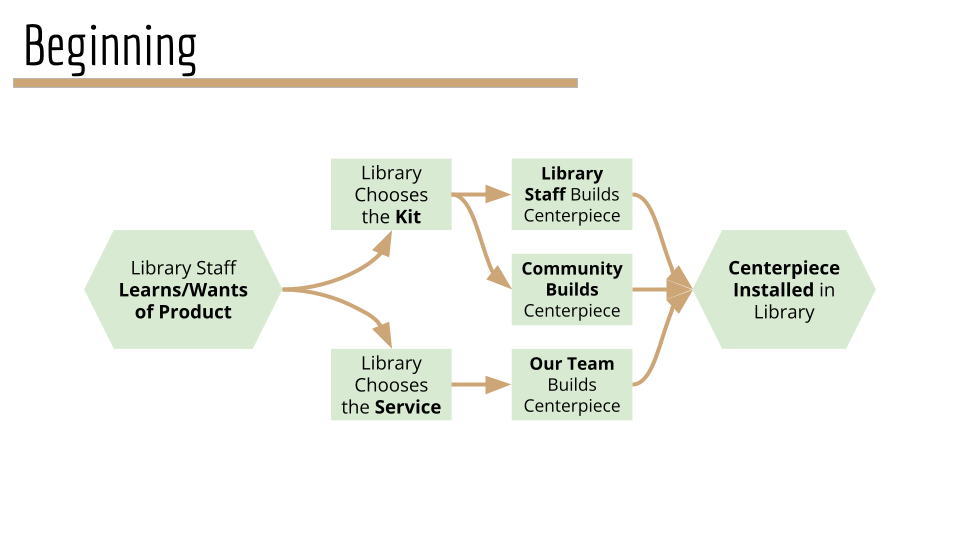 Beginning
Library Staff
Learns/Wants
of Product
Library
Chooses
the Kit
Library
Chooses
the Service
Library
Staff Builds
Centerpiece
Community
Builds
Centerpiece
Our Team
Builds
Centerpiece
Centerpiece
Installed in
Library